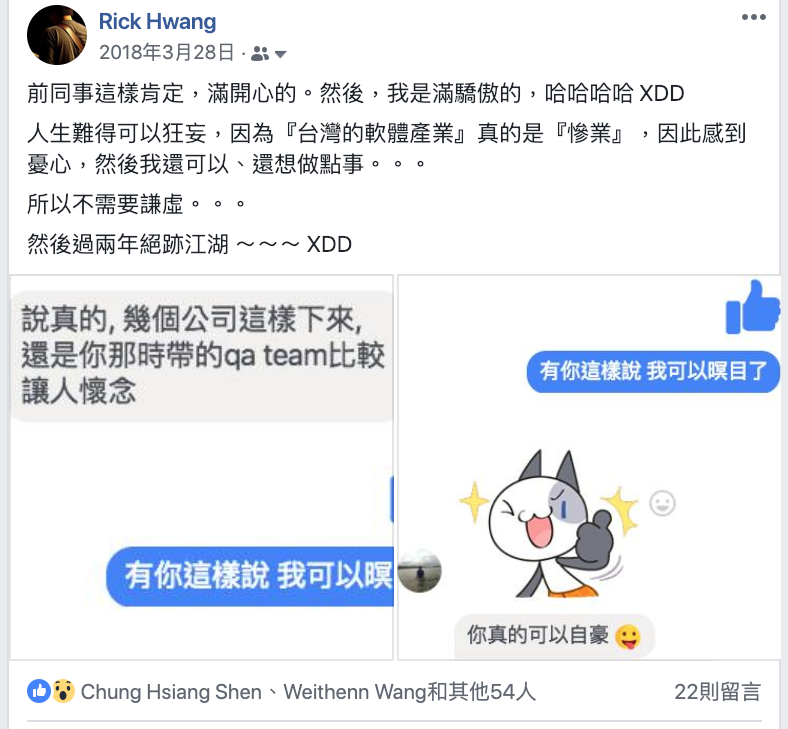 Rick Hwang
2018年3月28日 ·
前同事這樣肯定，滿開心的。然後，我是滿驕傲的，哈哈哈哈 XDD
人生難得可以狂妄，因為『台灣的軟體產業』真的是『慘業』，因此感到
憂心，然後我還可以、還想做點事。。。
所以不需要謙虛。。。
然後過兩年絕跡江湖 ～～～ XDD
說真的, 幾個公司這樣下來,
還是你那時帶的qa team比較
讓人懷念
有你這樣說 我可以暝
有你這樣說 我可以暝目了
你真的可以自豪
Chung Hsiang Shen、Weithenn Wang和其他54人
22則留言